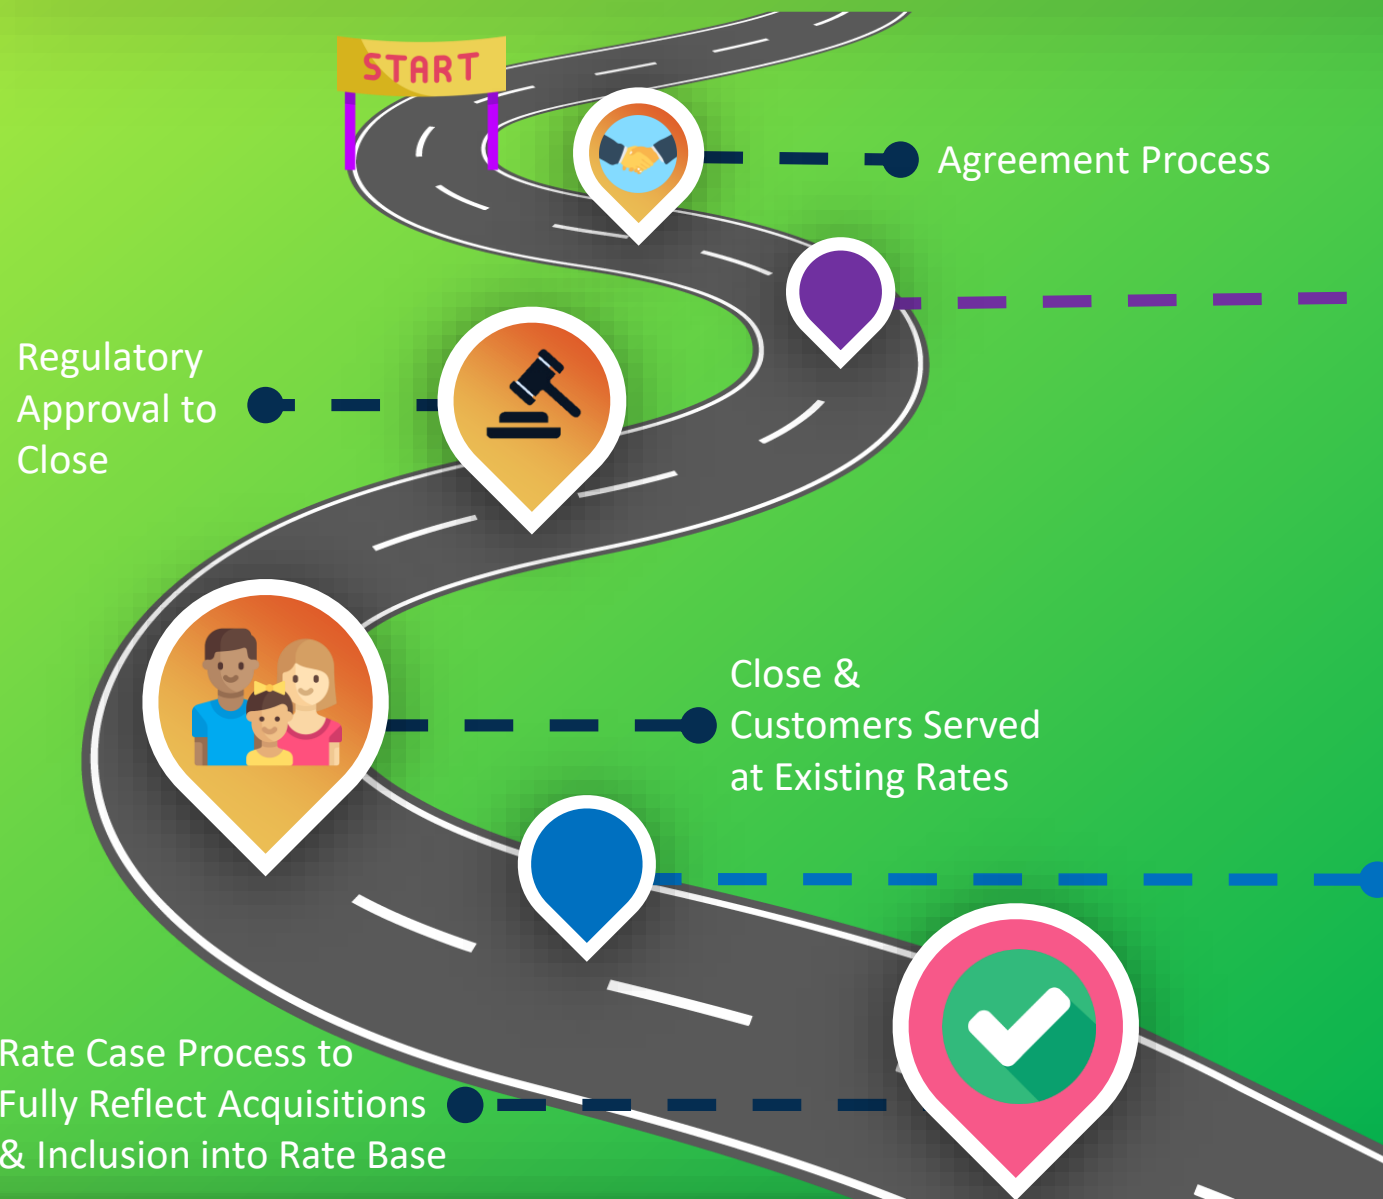 START
Agreement Process
Regulatory
Approval to
Close
Close &
Customers Served
at Existing Rates
Rate Case Process to
Fully Reflect Acquisitions
& Inclusion into Rate Base